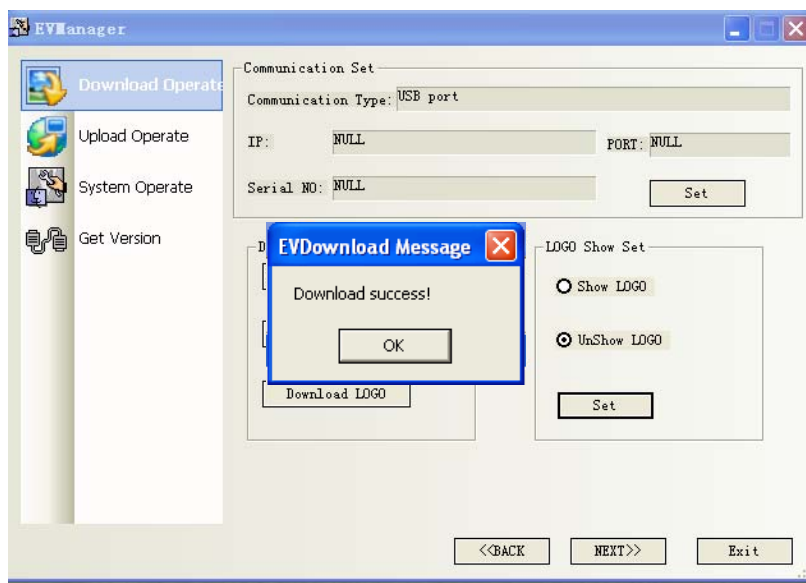 EVManager
Download Operate
Upload Operate
System Operate
Get Version
Communication Set
Communication Type: USB port
IP: NULL PORT: NULL
Serial NO: NULL Set
D
EVDownload Message
Download success!
OK
Download LOGO
LOGO Show Set
Show LOGO
UnShow LOGO
Set
<<BACK NEXT>> Exit